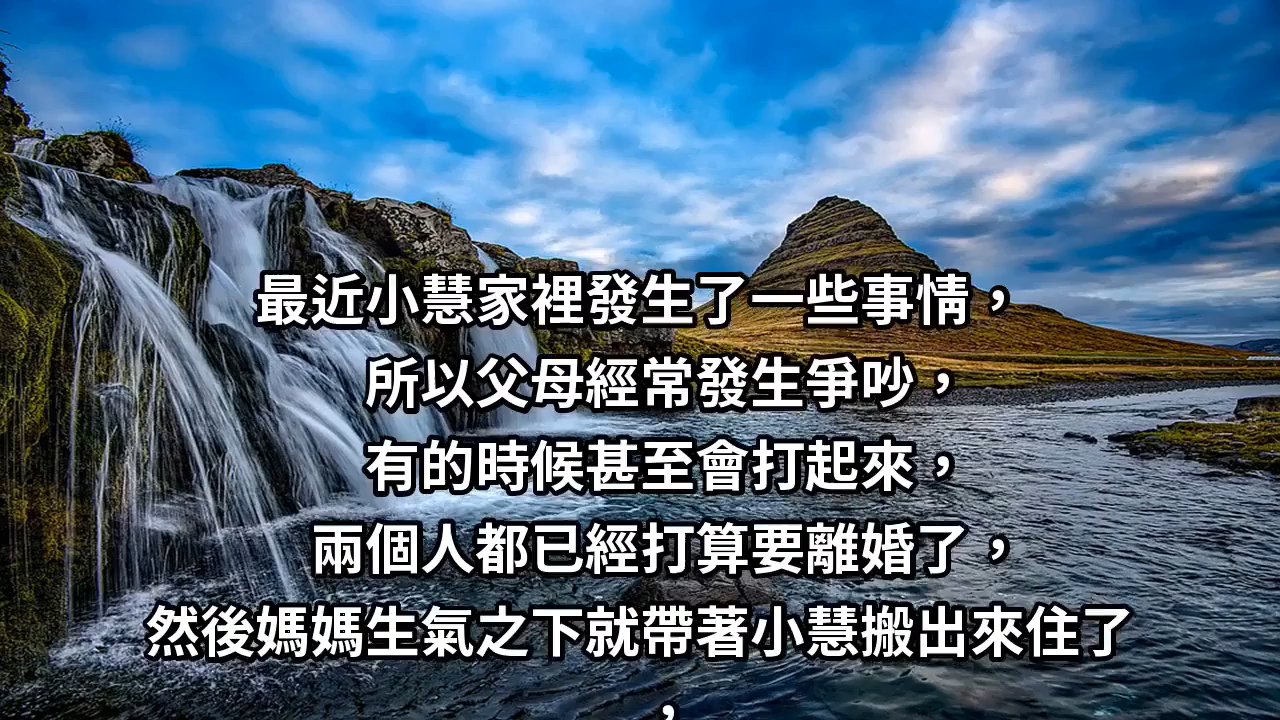 最近小慧家裡發生了一些事情，
所以父母經常發生爭吵，
有的時候甚至會打起來，
兩個人都已經打算要離婚了，
然後媽媽生氣之下就帶著小慧搬出來住了
，